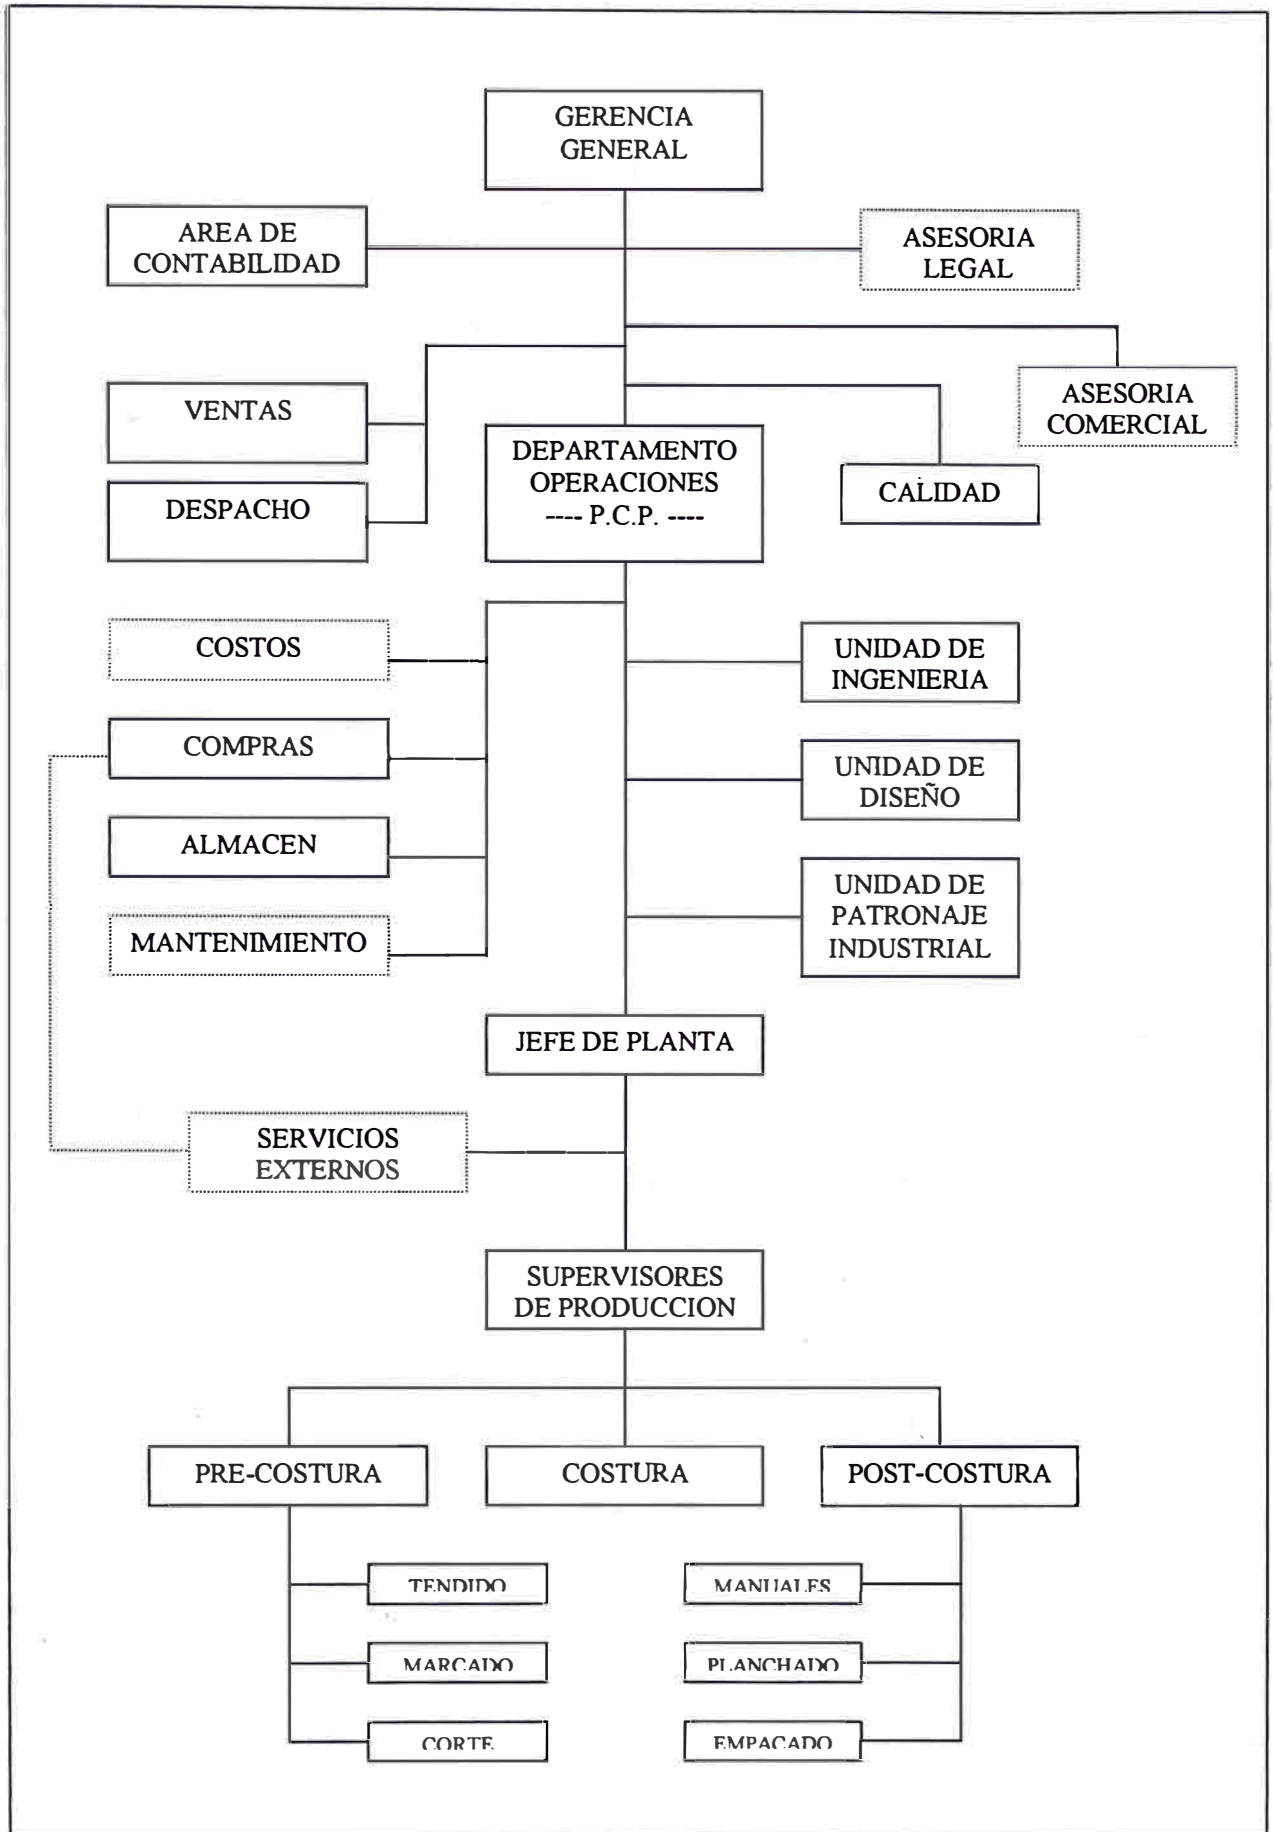 GERENCIA
GENERAL
AREA DE
CONTABILIDAD
ASESORIA
LEGAL
VENTAS
ASESORIA
COMERCIAL
DEPARTAMENTO
OPERACIONES
---- P.C.P. ----
CALIDAD
DESPACHO
COSTOS
UNIDAD DE
INGENIERIA
COMPRAS
UNIDAD DE
DISEÑO
ALMACEN
UNIDAD DE
PATRONAJE
INDUSTRIAL
MANTENIMIENTO
JEFE DE PLANTA
SERVICIOS
EXTERNOS
SUPERVISORES
DE PRODUCCION
PRE-COSTURA
COSTURA
POST-COSTURA
TENDIDO
MANUALES
MARCADO
PLANCHADO
CORTE
EMPACADO